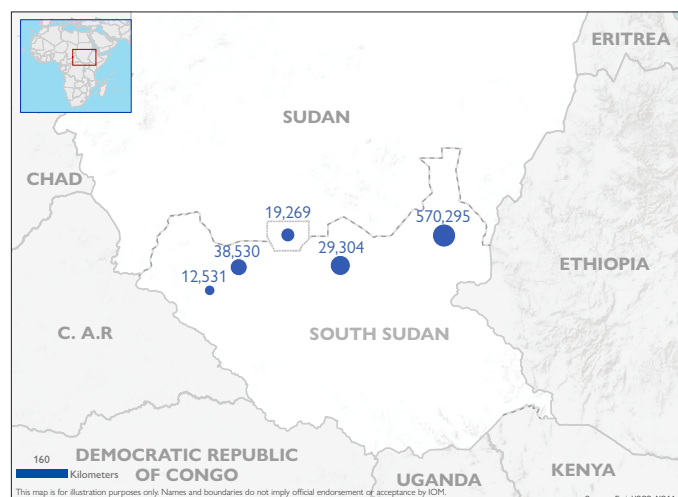 ERITREA
SUDAN
CHAD
19,269
570,295
38,530
29,304
12,531
ETHIOPIA
C. A.R
SOUTH SUDAN
160
Kilometers
DEMOCRATIC REPUBLIC
OF CONGO
UGANDA
KENYA
This map is for illustration purposes only. Names and boundaries do not imply official endorsement or acceptance by IOM.